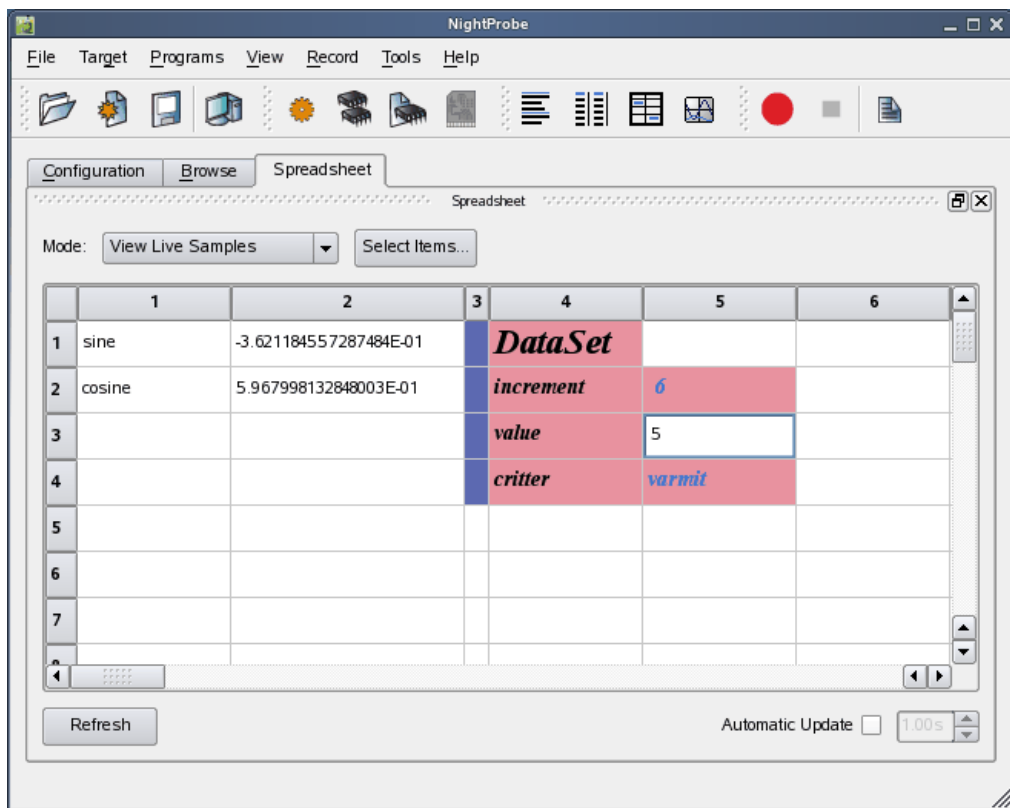 NightProbe
File Target Programs View Record Tools Help
Configuration Browse Spreadsheet
Spreadsheet
Mode: View Live Samples Select Items...
1 2 3 4 5 6
1 sine -3.621184557287484E-01 DataSet
2 cosine 5.967998132848003E-01 increment 6
3 value 5
4 critter varmit
5
6
7
8
Refresh Automatic Update 1.00s